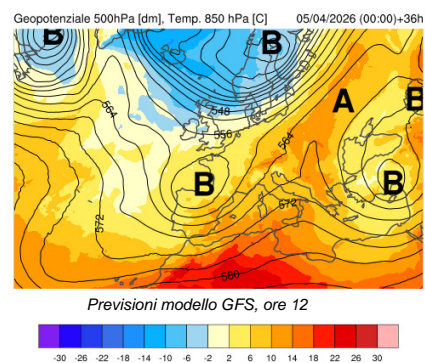 Geopotenziale 500hPa [dm], Temp. 850 hPa [C] 05/04/2026 (00:00)+36h
B B
A B
564
548
556
564
B B
572
572
580
Previsioni modello GFS, ore 12
-30 -26 -22 -18 -14 -10 -6 -2 2 6 10 14 18 22 26 30